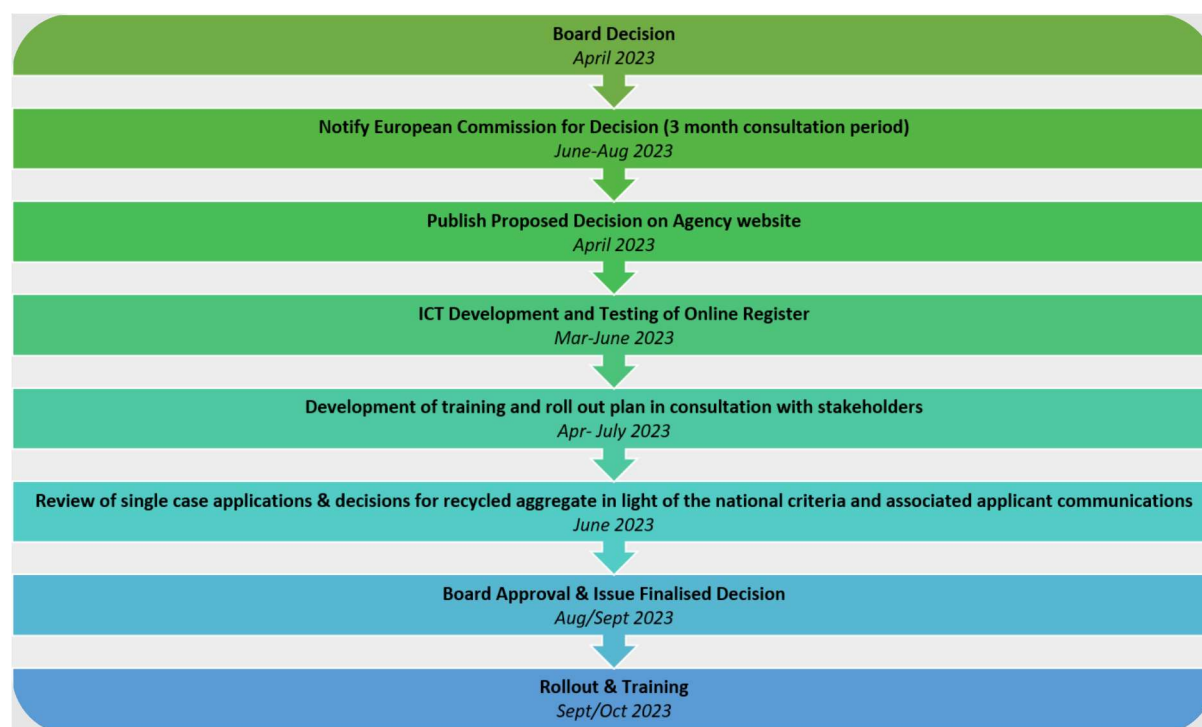 Board Decision
April 2023
Notify European Commission for Decision (3 month consultation period)
June-Aug 2023
Publish Proposed Decision on Agency website
April 2023
ICT Development and Testing of Online Register
Mar-June 2023
Development of training and roll out plan in consultation with stakeholders
Apr- July 2023
Review of single case applications & decisions for recycled aggregate in light of the national criteria and associated applicant communications
June 2023
Board Approval & Issue Finalised Decision
Aug/Sept 2023
Rollout & Training
Sept/Oct 2023